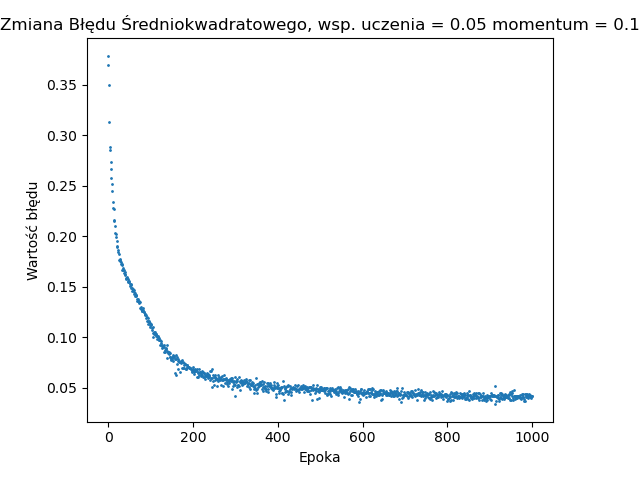 Zmiana Błędu Średniokwadratowego, wsp. uczenia = 0.05 momentum = 0.1
0.35
0.30
0.25
0.20
0.15
0.10
0.05
Wartość błędu
0 200 400 600 800 1000
Epoka